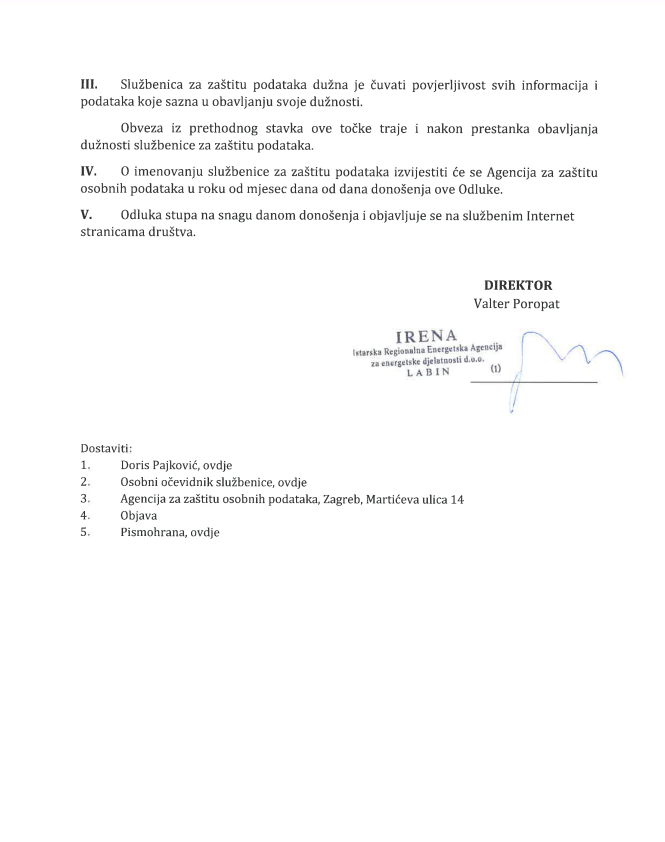 III. Službenica za zaštitu podataka dužna je čuvati povjerljivost svih informacija i
podataka koje sazna u obavljanju svoje dužnosti.
Obveza iz prethodnog stavka ove točke traje i nakon prestanka obavljanja
dužnosti službenice za zaštitu podataka.
IV. O imenovanju službenice za zaštitu podataka izvijestiti će se Agencija za zaštitu
osobnih podataka u roku od mjesec dana od dana donošenja ove Odluke.
V. Odluka stupa na snagu danom donošenja i objavljuje se na službenim Internet
stranicama društva.
DIREKTOR
Valter Poropat
IRENA
Istarska Regionalna Energetska Agencija
za energetske djelatnosti d.o.o.
LABIN (1)
Dostaviti:
1. Doris Pajković, ovdje
2. Osobni očevidnik službenice, ovdje
3. Agencija za zaštitu osobnih podataka, Zagreb, Martićeva ulica 14
4. Objava
5. Pismohrana, ovdje